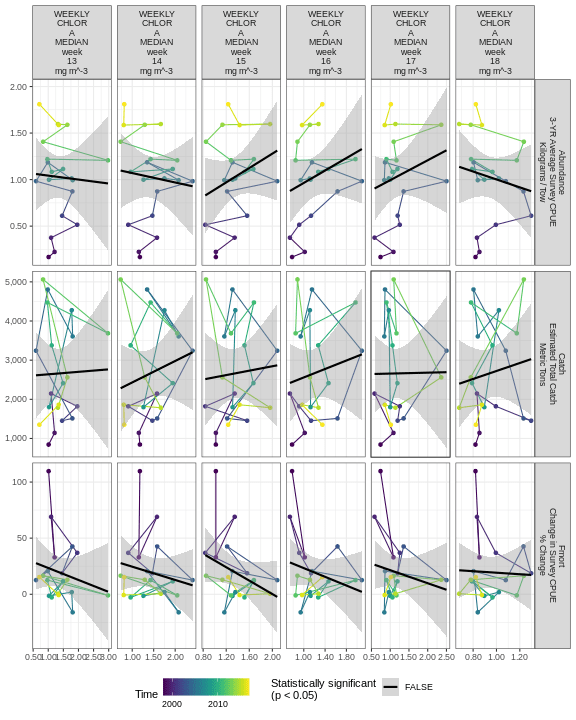 WEEKLY
CHLOR
A
MEDIAN
week
13
mg m^-3
WEEKLY
CHLOR
A
MEDIAN
week
14
mg m^-3
WEEKLY
CHLOR
A
MEDIAN
week
15
mg m^-3
WEEKLY
CHLOR
A
MEDIAN
week
16
mg m^-3
WEEKLY
CHLOR
A
MEDIAN
week
17
mg m^-3
WEEKLY
CHLOR
A
MEDIAN
week
18
mg m^-3
2.00
1.50
1.00
0.50
Abundance
3-YR Average Survey CPUE
Kilograms / Tow
5,000
4,000
3,000
2,000
1,000
Catch
Estimated Total Catch
Metric Tons
100
50
0
Fmort
Change in Survey CPUE
% Change
0.50 1.00 1.50 2.00 2.50 3.00
1.00 1.50 2.00
0.80 1.20 1.60 2.00
1.00 1.40 1.80
0.50 1.00 1.50 2.00 2.50
0.80 1.00 1.20
Time
2000 2010
Statistically significant
(p < 0.05)
FALSE